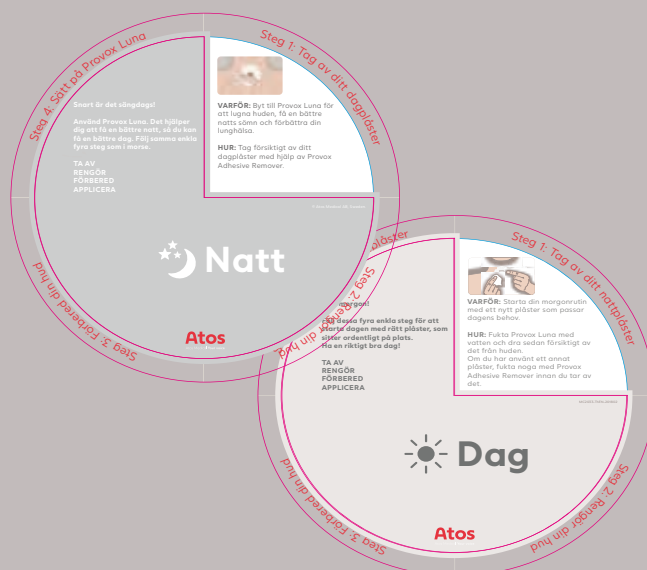 Steg 4: Sätt på Provox Luna
Steg 1: Tag av ditt dagplåster
Snart är det sängdags!
Använd Provox Luna. Det hjälper
dig att få en bättre natt, så du kan
få en bättre dag. Följ samma enkla
fyra steg som i morse.
TA AV
RENGÖR
FÖRBERED
APPLICERA
VARFÖR: Byt till Provox Luna för
att lugna huden, få en bättre
natts sömn och förbättra din
lunghälsa.
HUR: Tag försiktigt av ditt
dagplåster med hjälp av Provox
Adhesive Remover.
Natt
Steg 2: Rengör din hud
Steg 3: Förbered din hud
Atos
plåster
Steg 1: Tag av ditt nattplåster
morgon!
dessa fyra enkla steg för att
starta dagen med rätt plåster, som
sitter ordentligt på plats.
Ha en riktigt bra dag!
TA AV
RENGÖR
FÖRBERED
APPLICERA
VARFÖR: Starta din morgonrutin
med ett nytt plåster som passar
dagens behov.
HUR: Fukta Provox Luna med
vatten och dra sedan försiktigt av
det från huden.
Om du har använt ett annat
plåster, fukta noga med Provox
Adhesive Remover innan du tar av
det.
Dag
Steg 2: Rengör din hud
Steg 3: Förbered din hud
Atos